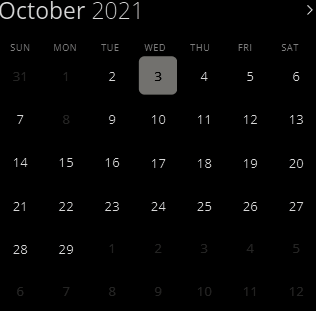 October 2021
SUN MON TUE WED THU FRI SAT
31 1 2 3 4 5 6
7 8 9 10 11 12 13
14 15 16 17 18 19 20
21 22 23 24 25 26 27
28 29 1 2 3 4 5
6 7 8 9 10 11 12